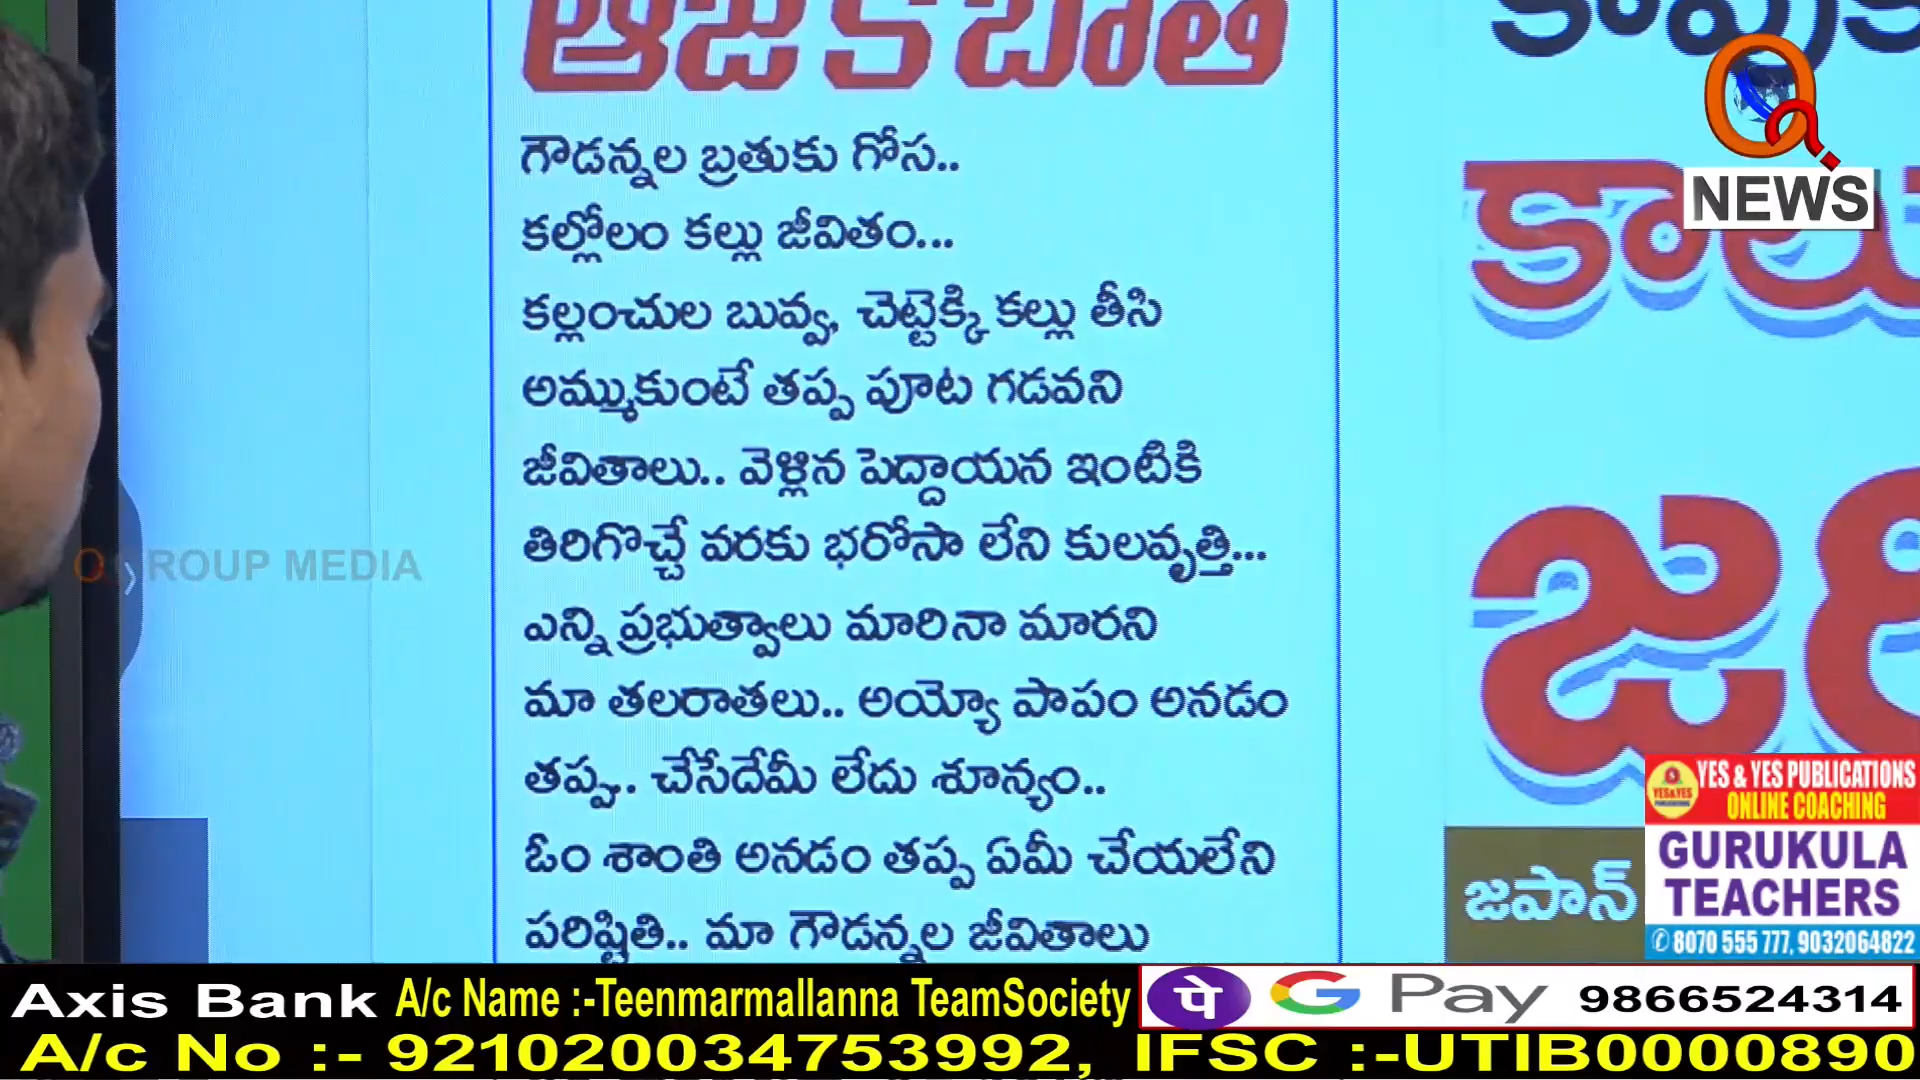 ఆజ్ కీ బాత్
గౌడన్నల బ్రతుకు గోస..
కల్లోలం కల్లు జీవితం...
కల్లంచుల బువ్వ, చెట్టెక్కి కల్లు తీసి
అమ్ముకుంటే తప్ప పూట గడవని
జీవితాలు.. వెళ్లిన పెద్దాయన ఇంటికి
తిరిగొచ్చే వరకు భరోసా లేని కులవృత్తి...
ఎన్ని ప్రభుత్వాలు మారినా మారని
మా తలరాతలు.. అయ్యో పాపం అనడం
తప్ప.. చేసేదేమీ లేదు శూన్యం..
ఓం శాంతి అనడం తప్ప ఏమీ చేయలేని
పరిష్టితి.. మా గౌడన్నల జీవితాలు
జపాన్
Q NEWS
Q GROUP MEDIA
YES & YES PUBLICATIONS
ONLINE COACHING
GURUKULA
TEACHERS
8070 555 777, 9032064822
Axis Bank A/c Name :-Teenmarmallanna TeamSociety
पे G Pay 9866524314
A/c No :- 921020034753992, IFSC :-UTIB0000890